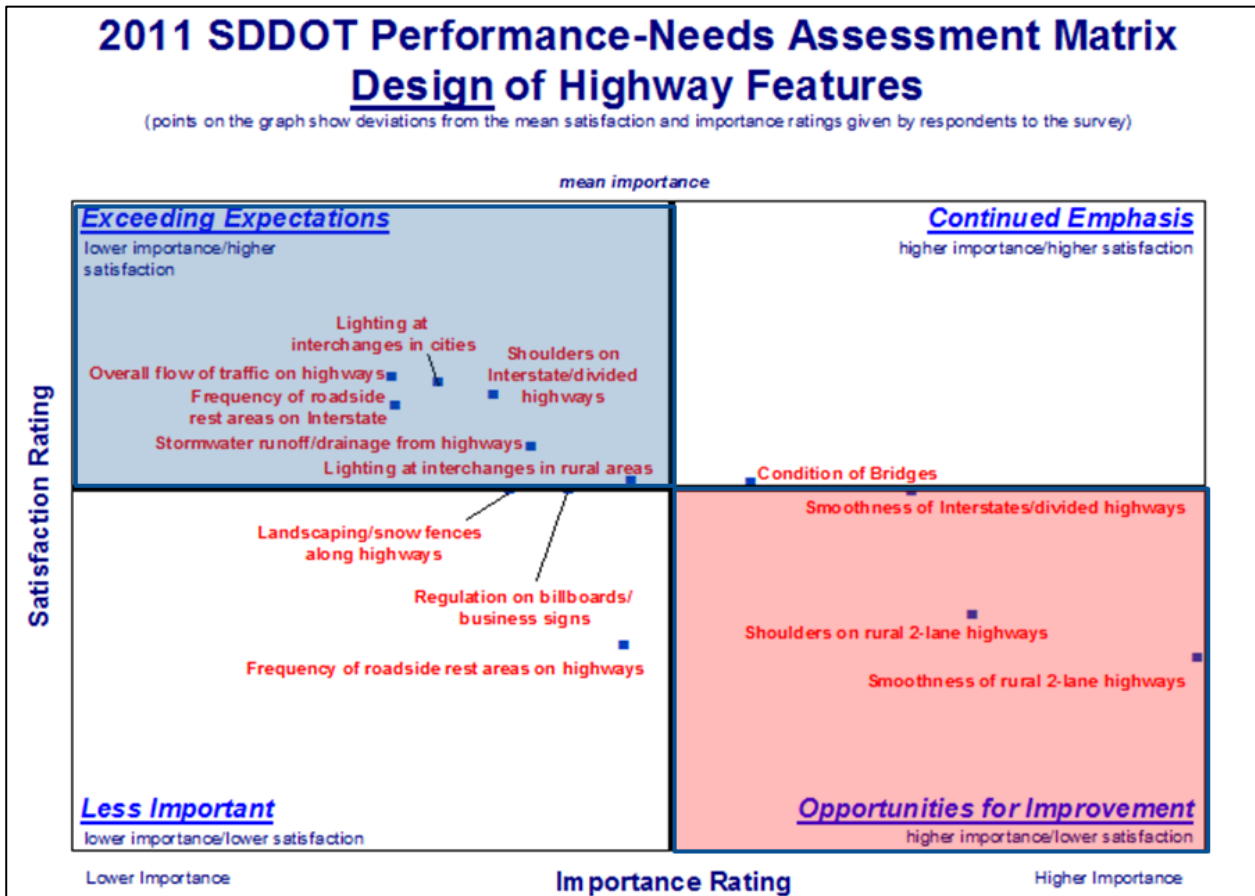 2011 SDDOT Performance-Needs Assessment Matrix
Design of Highway Features
(points on the graph show deviations from the mean satisfaction and importance ratings given by respondents to the survey)
mean importance
Exceeding Expectations
lower importance/higher
satisfaction
Continued Emphasis
higher importance/higher satisfaction
Lighting at
interchanges in cities
Shoulders on
Interstate/divided
highways
Overall flow of traffic on highways
Frequency of roadside
rest areas on Interstate
Stormwater runoff/drainage from highways
Lighting at interchanges in rural areas
Condition of Bridges
Smoothness of Interstates/divided highways
Landscaping/snow fences
along highways
Regulation on billboards/
business signs
Shoulders on rural 2-lane highways
Frequency of roadside rest areas on highways
Smoothness of rural 2-lane highways
Satisfaction Rating
Less Important
lower importance/lower satisfaction
Opportunities for Improvement
higher importance/lower satisfaction
Lower Importance
Importance Rating
Higher Importance